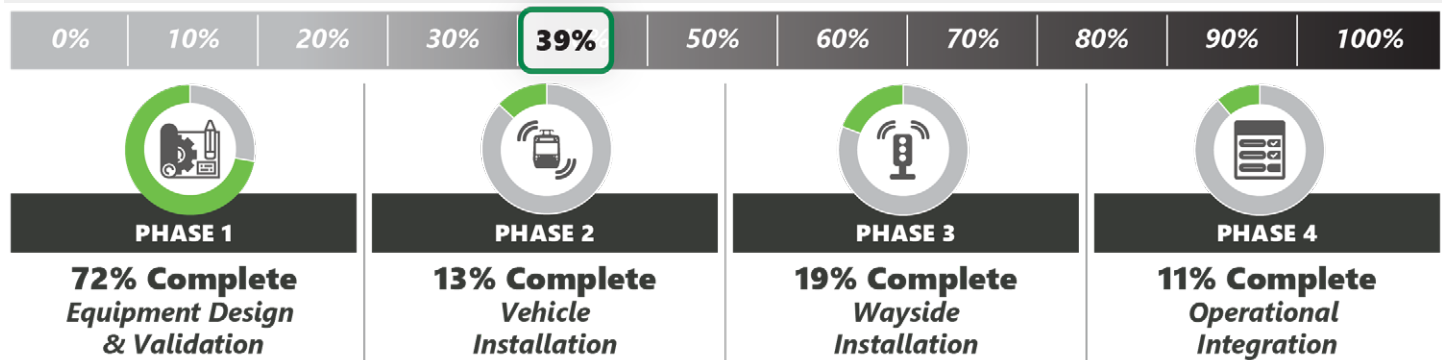 0% 10% 20% 30% 39% 50% 60% 70% 80% 90% 100%
PHASE 1
72% Complete
Equipment Design
& Validation
PHASE 2
13% Complete
Vehicle
Installation
PHASE 3
19% Complete
Wayside
Installation
PHASE 4
11% Complete
Operational
Integration